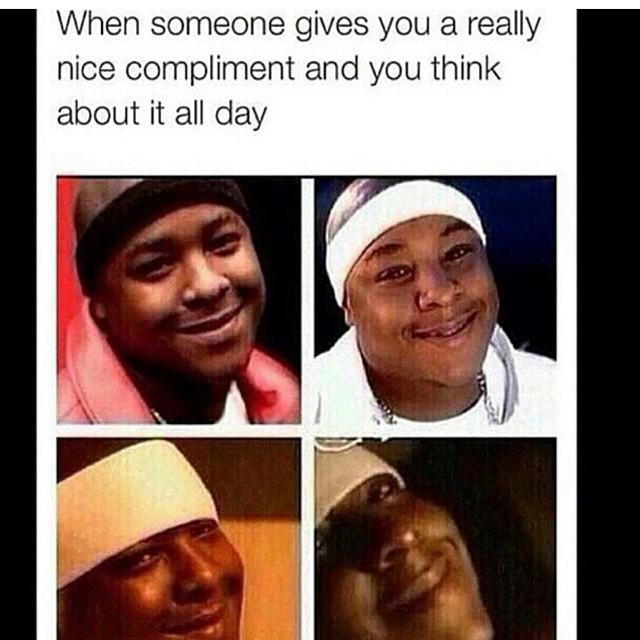 When someone gives you a really
nice compliment and you think
about it all day